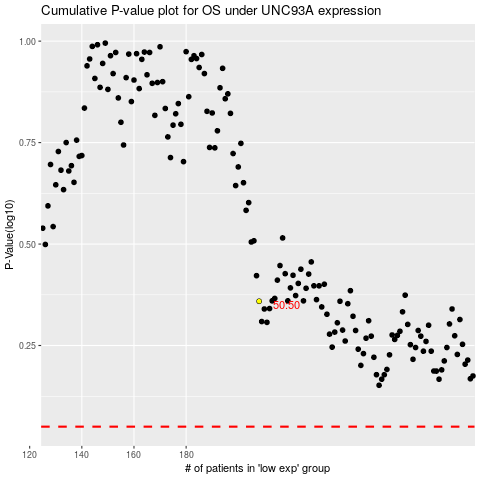 Cumulative P-value plot for OS under UNC93A expression
P-Value(log10)
1.00
0.75
0.50
0.25
50:50
120 140 160 180
# of patients in 'low exp' group